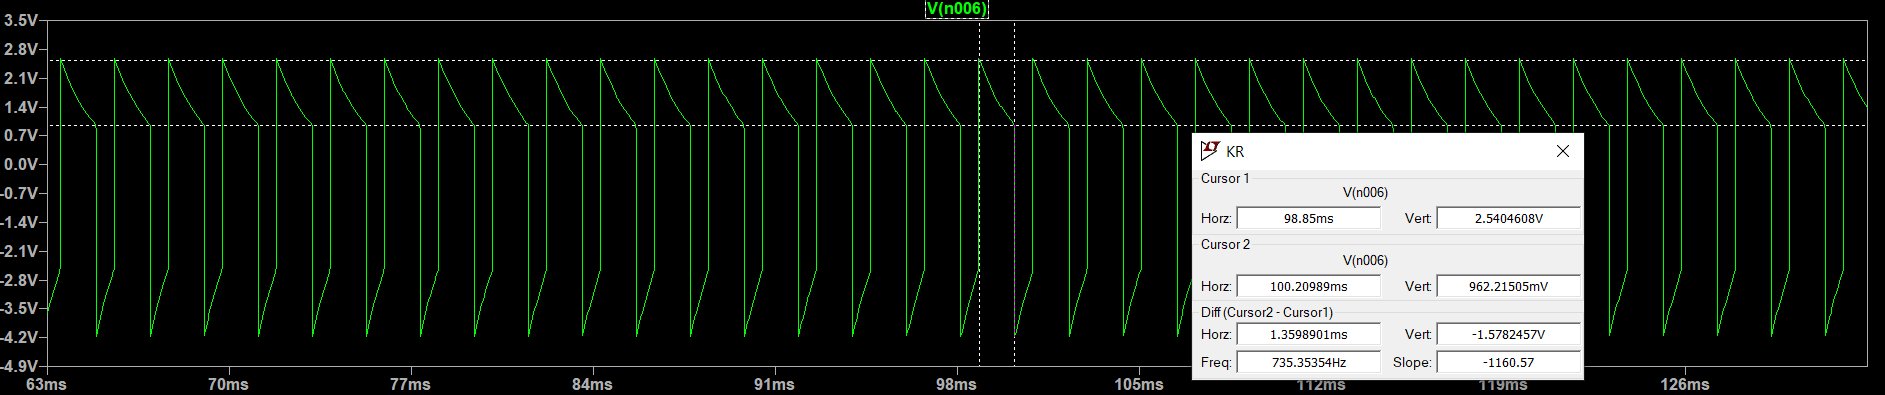 V(n006)
3.5V
2.8V
2.1V
1.4V
0.7V
0.0V
-0.7V
-1.4V
-2.1V
-2.8V
-3.5V
-4.2V
-4.9V
63ms 70ms 77ms 84ms 91ms 98ms 105ms 112ms 119ms 126ms
KR
Cursor 1
V(n006)
Horz: 98.85ms Vert: 2.5404608V
Cursor 2
V(n006)
Horz: 100.20989ms Vert: 962.21505mV
Diff (Cursor2 - Cursor1)
Horz: 1.3598901ms Vert: -1.5782457V
Freq: 735.35354Hz Slope: -1160.57